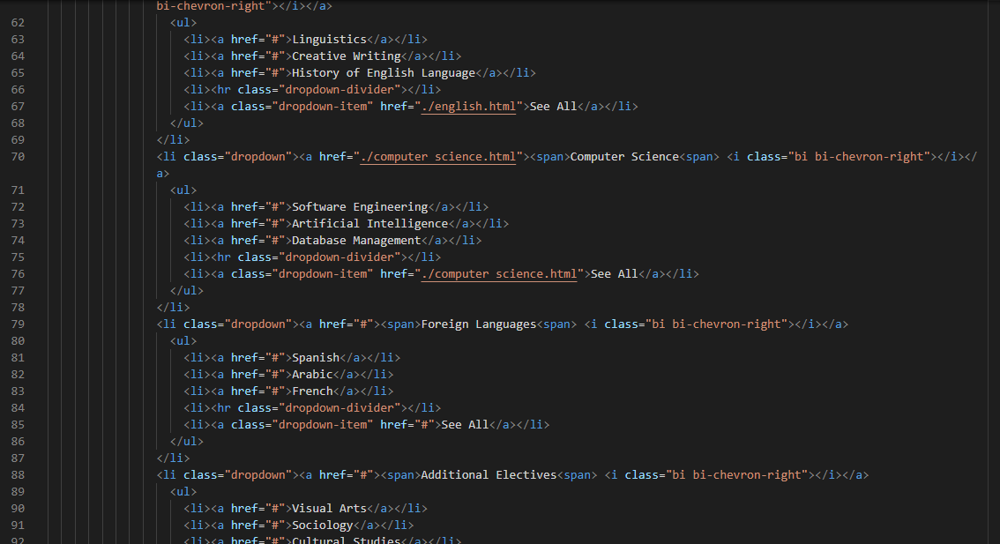 bi-chevron-right"></i></a>
62 <ul>
63 <li><a href="#">Linguistics</a></li>
64 <li><a href="#">Creative Writing</a></li>
65 <li><a href="#">History of English Language</a></li>
66 <li><hr class="dropdown-divider"></li>
67 <li><a class="dropdown-item" href="./english.html">See All</a></li>
68 </ul>
69 </li>
70 <li class="dropdown"><a href="./computer science.html"><span>Computer Science<span> <i class="bi bi-chevron-right"></i></
a>
71 <ul>
72 <li><a href="#">Software Engineering</a></li>
73 <li><a href="#">Artificial Intelligence</a></li>
74 <li><a href="#">Database Management</a></li>
75 <li><hr class="dropdown-divider"></li>
76 <li><a class="dropdown-item" href="./computer science.html">See All</a></li>
77 </ul>
78 </li>
79 <li class="dropdown"><a href="#"><span>Foreign Languages<span> <i class="bi bi-chevron-right"></i></a>
80 <ul>
81 <li><a href="#">Spanish</a></li>
82 <li><a href="#">Arabic</a></li>
83 <li><a href="#">French</a></li>
84 <li><hr class="dropdown-divider"></li>
85 <li><a class="dropdown-item" href="#">See All</a></li>
86 </ul>
87 </li>
88 <li class="dropdown"><a href="#"><span>Additional Electives<span> <i class="bi bi-chevron-right"></i></a>
89 <ul>
90 <li><a href="#">Visual Arts</a></li>
91 <li><a href="#">Sociology</a></li>
92 <li><a href="#">Cultural Studies</a></li>